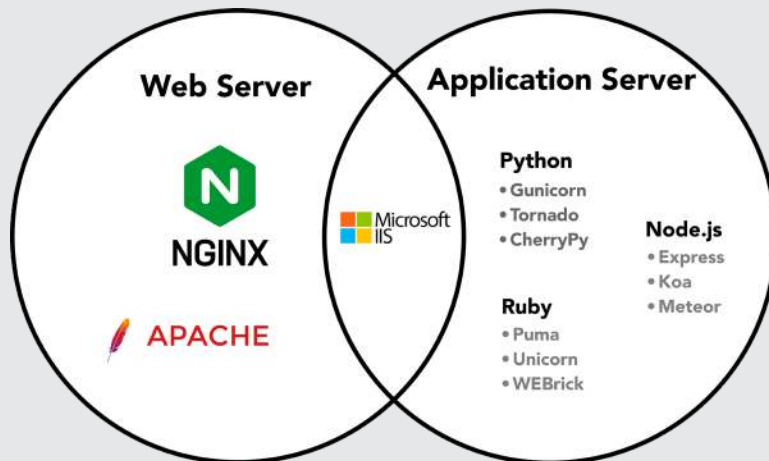 Web Server
NGINX
APACHE
Microsoft
IIS
Application Server
Python
• Gunicorn
• Tornado
• CherryPy
Node.js
• Express
• Koa
• Meteor
Ruby
• Puma
• Unicorn
• WEBrick